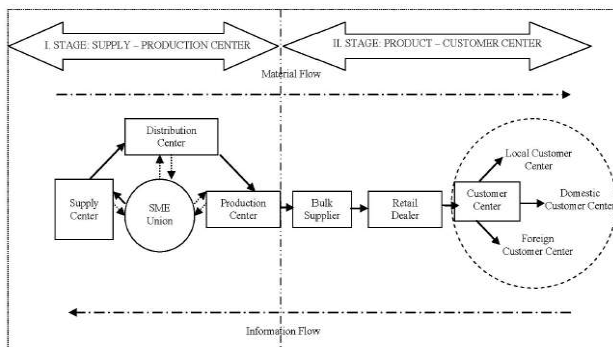 I. STAGE: SUPPLY – PRODUCTION CENTER
II. STAGE: PRODUCT – CUSTOMER CENTER
Material Flow
Distribution
Center
Supply
Center
SME
Union
Production
Center
Bulk
Supplier
Retail
Dealer
Customer
Center
Local Customer
Center
Domestic
Customer Center
Foreign
Customer Center
Information Flow